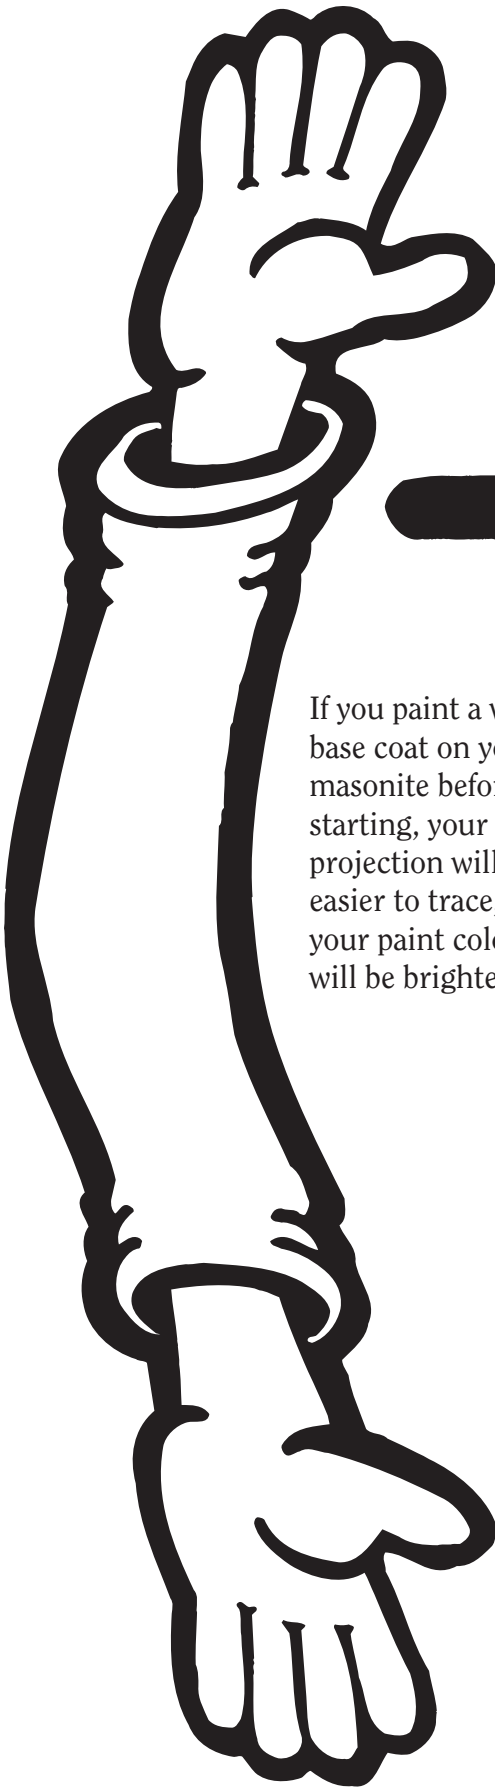 If you paint a w
base coat on yo
masonite befor
starting, your
projection will
easier to trace,
your paint colo
will be brighte